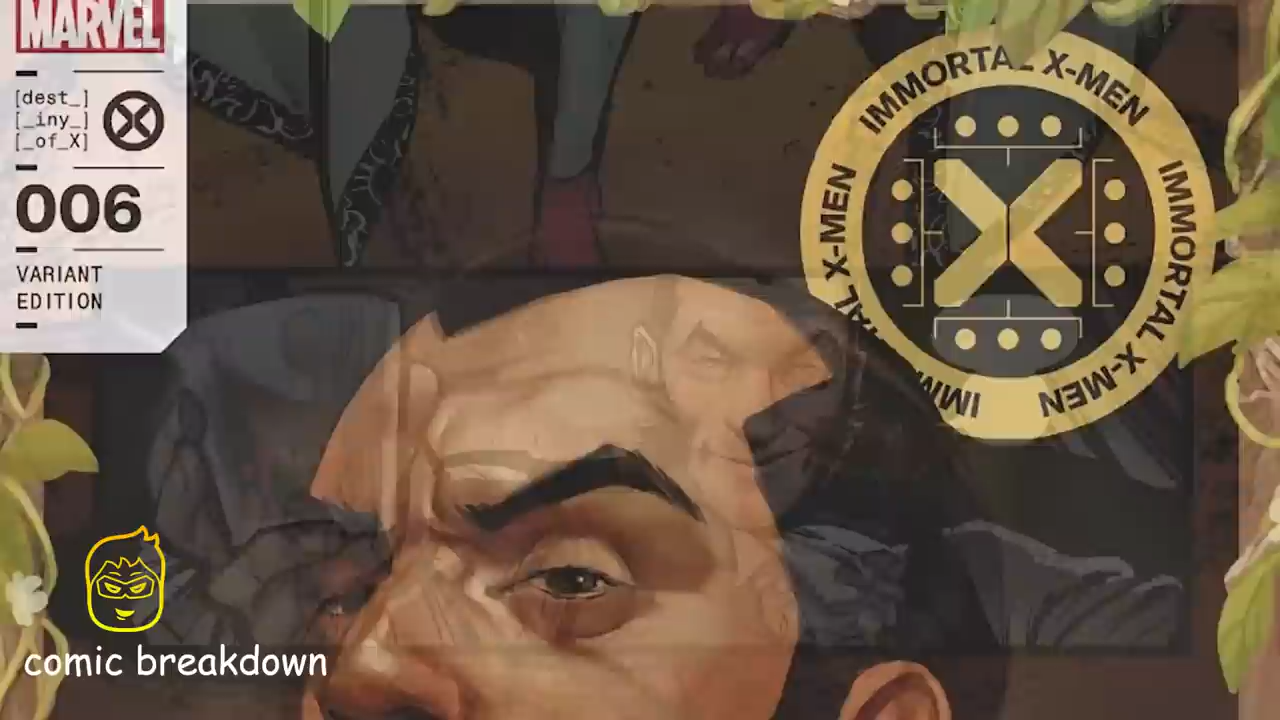 MARVEL
[dest_]
[_iny_]
[_of_X]
006
VARIANT
EDITION
IMMORTAL X-MEN
IMMORTAL X-MEN
IMMORTAL X-MEN
comic breakdown